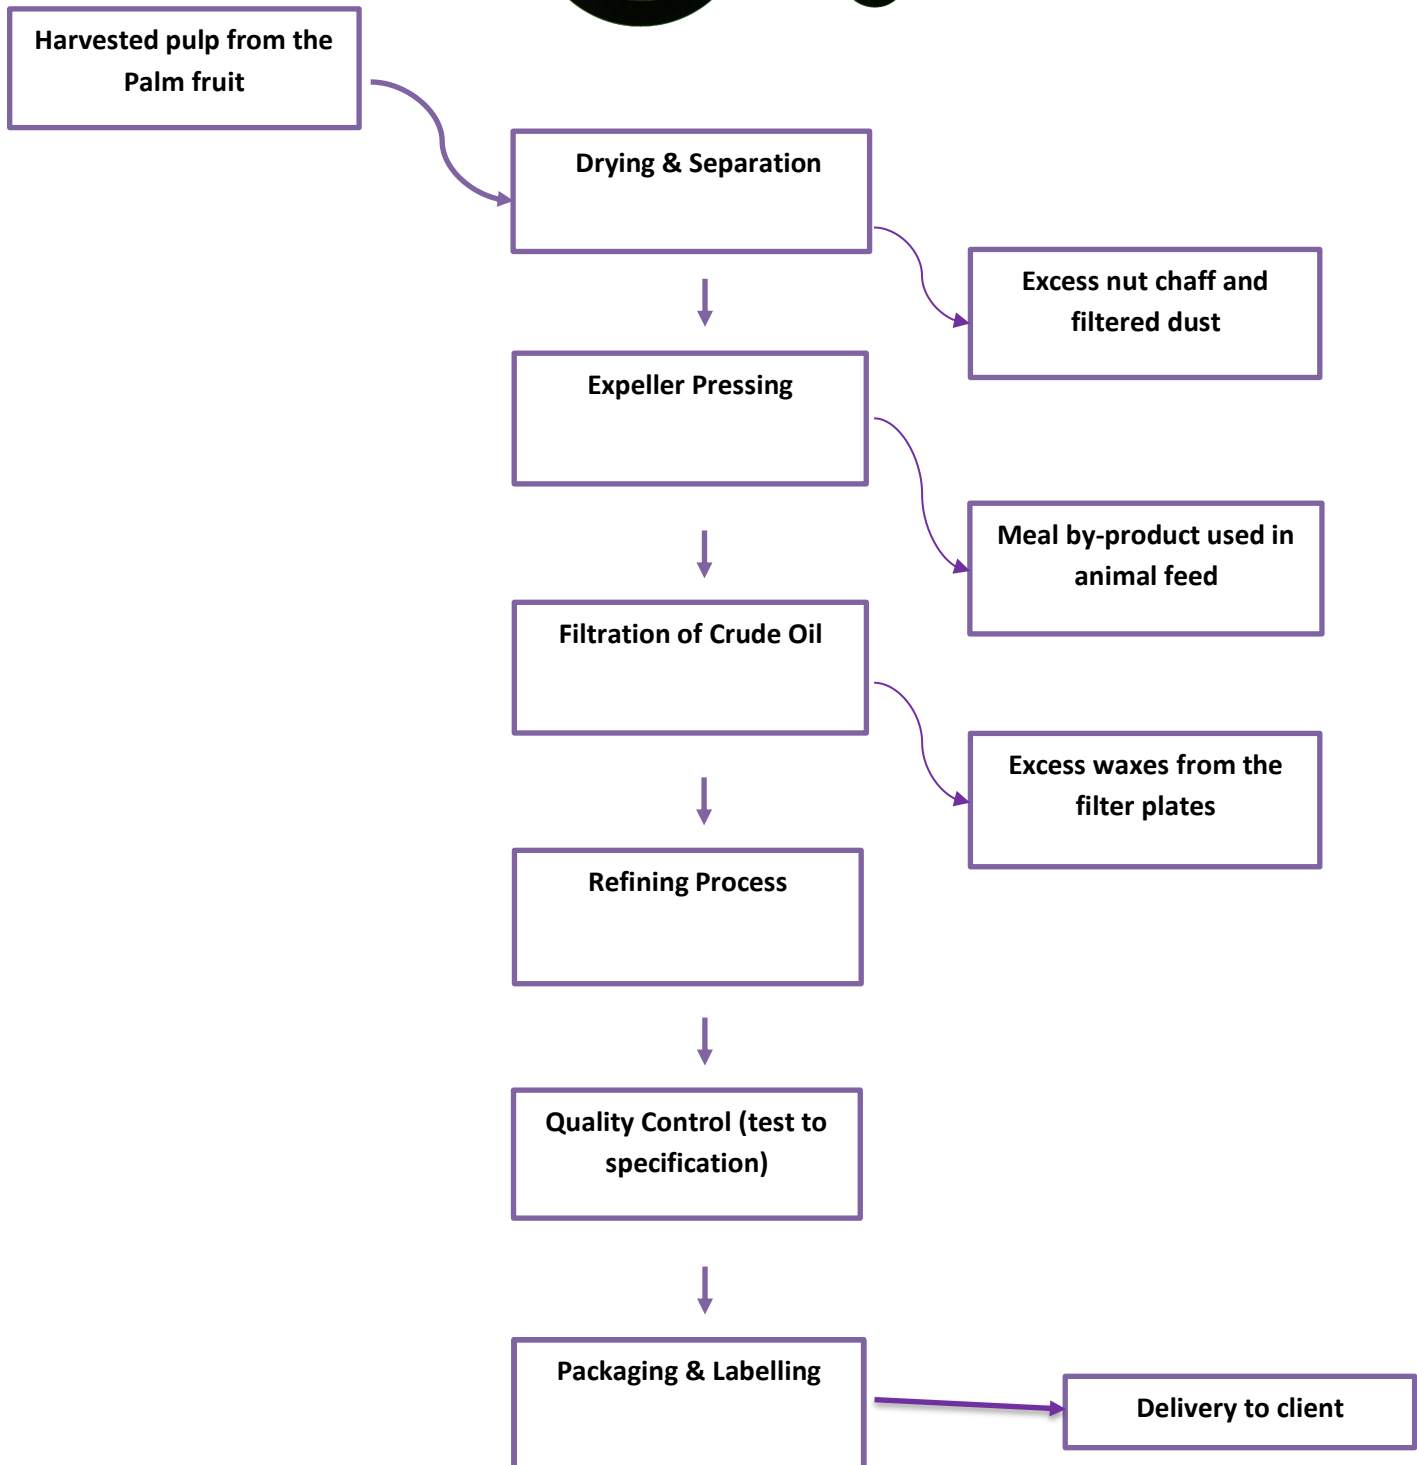 Harvested pulp from the
Palm fruit
Drying & Separation
Excess nut chaff and
filtered dust
Expeller Pressing
Meal by-product used in
animal feed
Filtration of Crude Oil
Excess waxes from the
filter plates
Refining Process
Quality Control (test to
specification)
Packaging & Labelling
Delivery to client